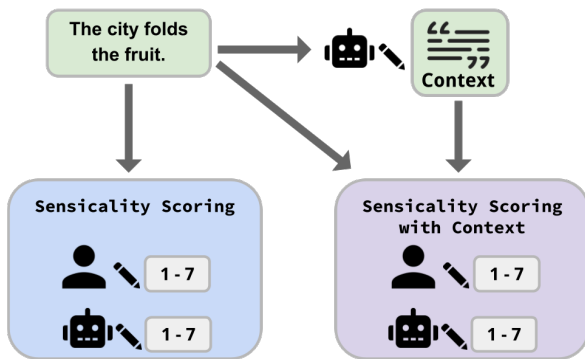 The city folds
the fruit.
Context
Sensicality Scoring
1 - 7
1 - 7
Sensicality Scoring
with Context
1 - 7
1 - 7